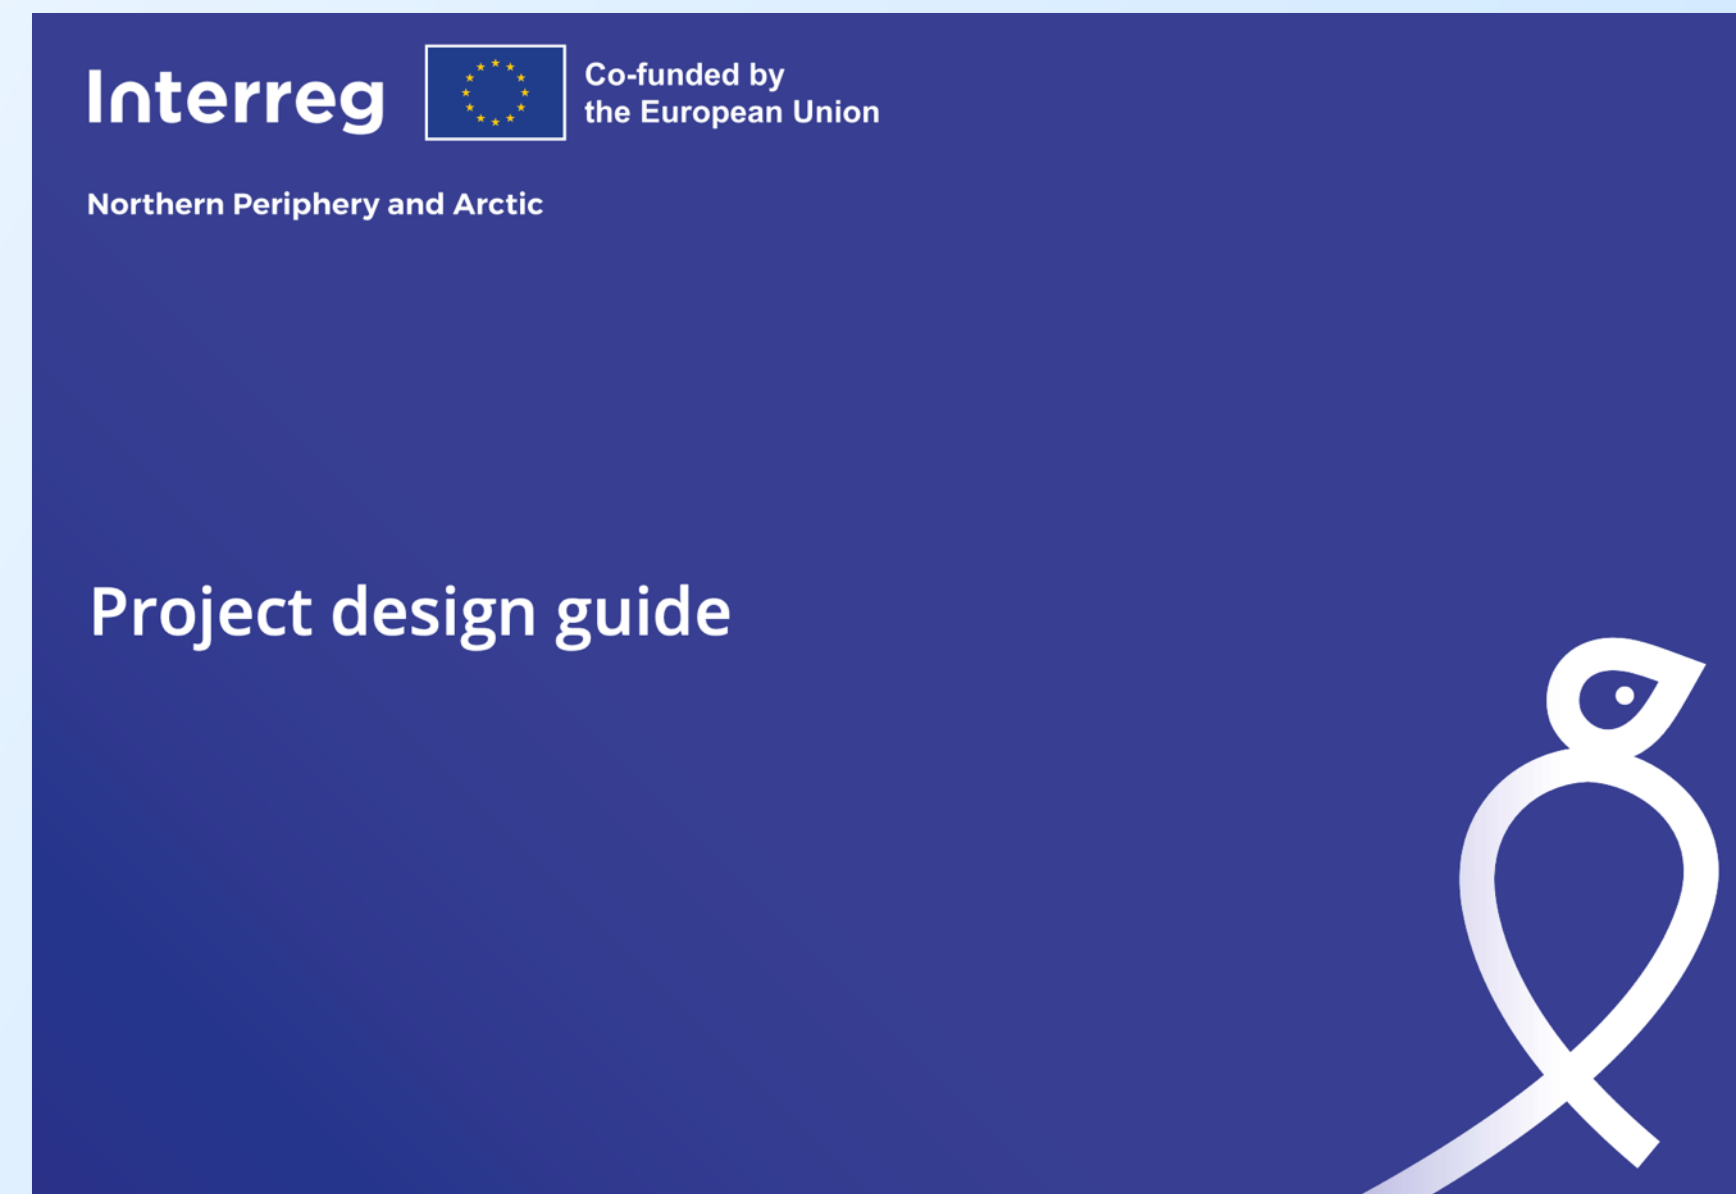 Interreg
Co-funded by
the European Union
Northern Periphery and Arctic
Project design guide